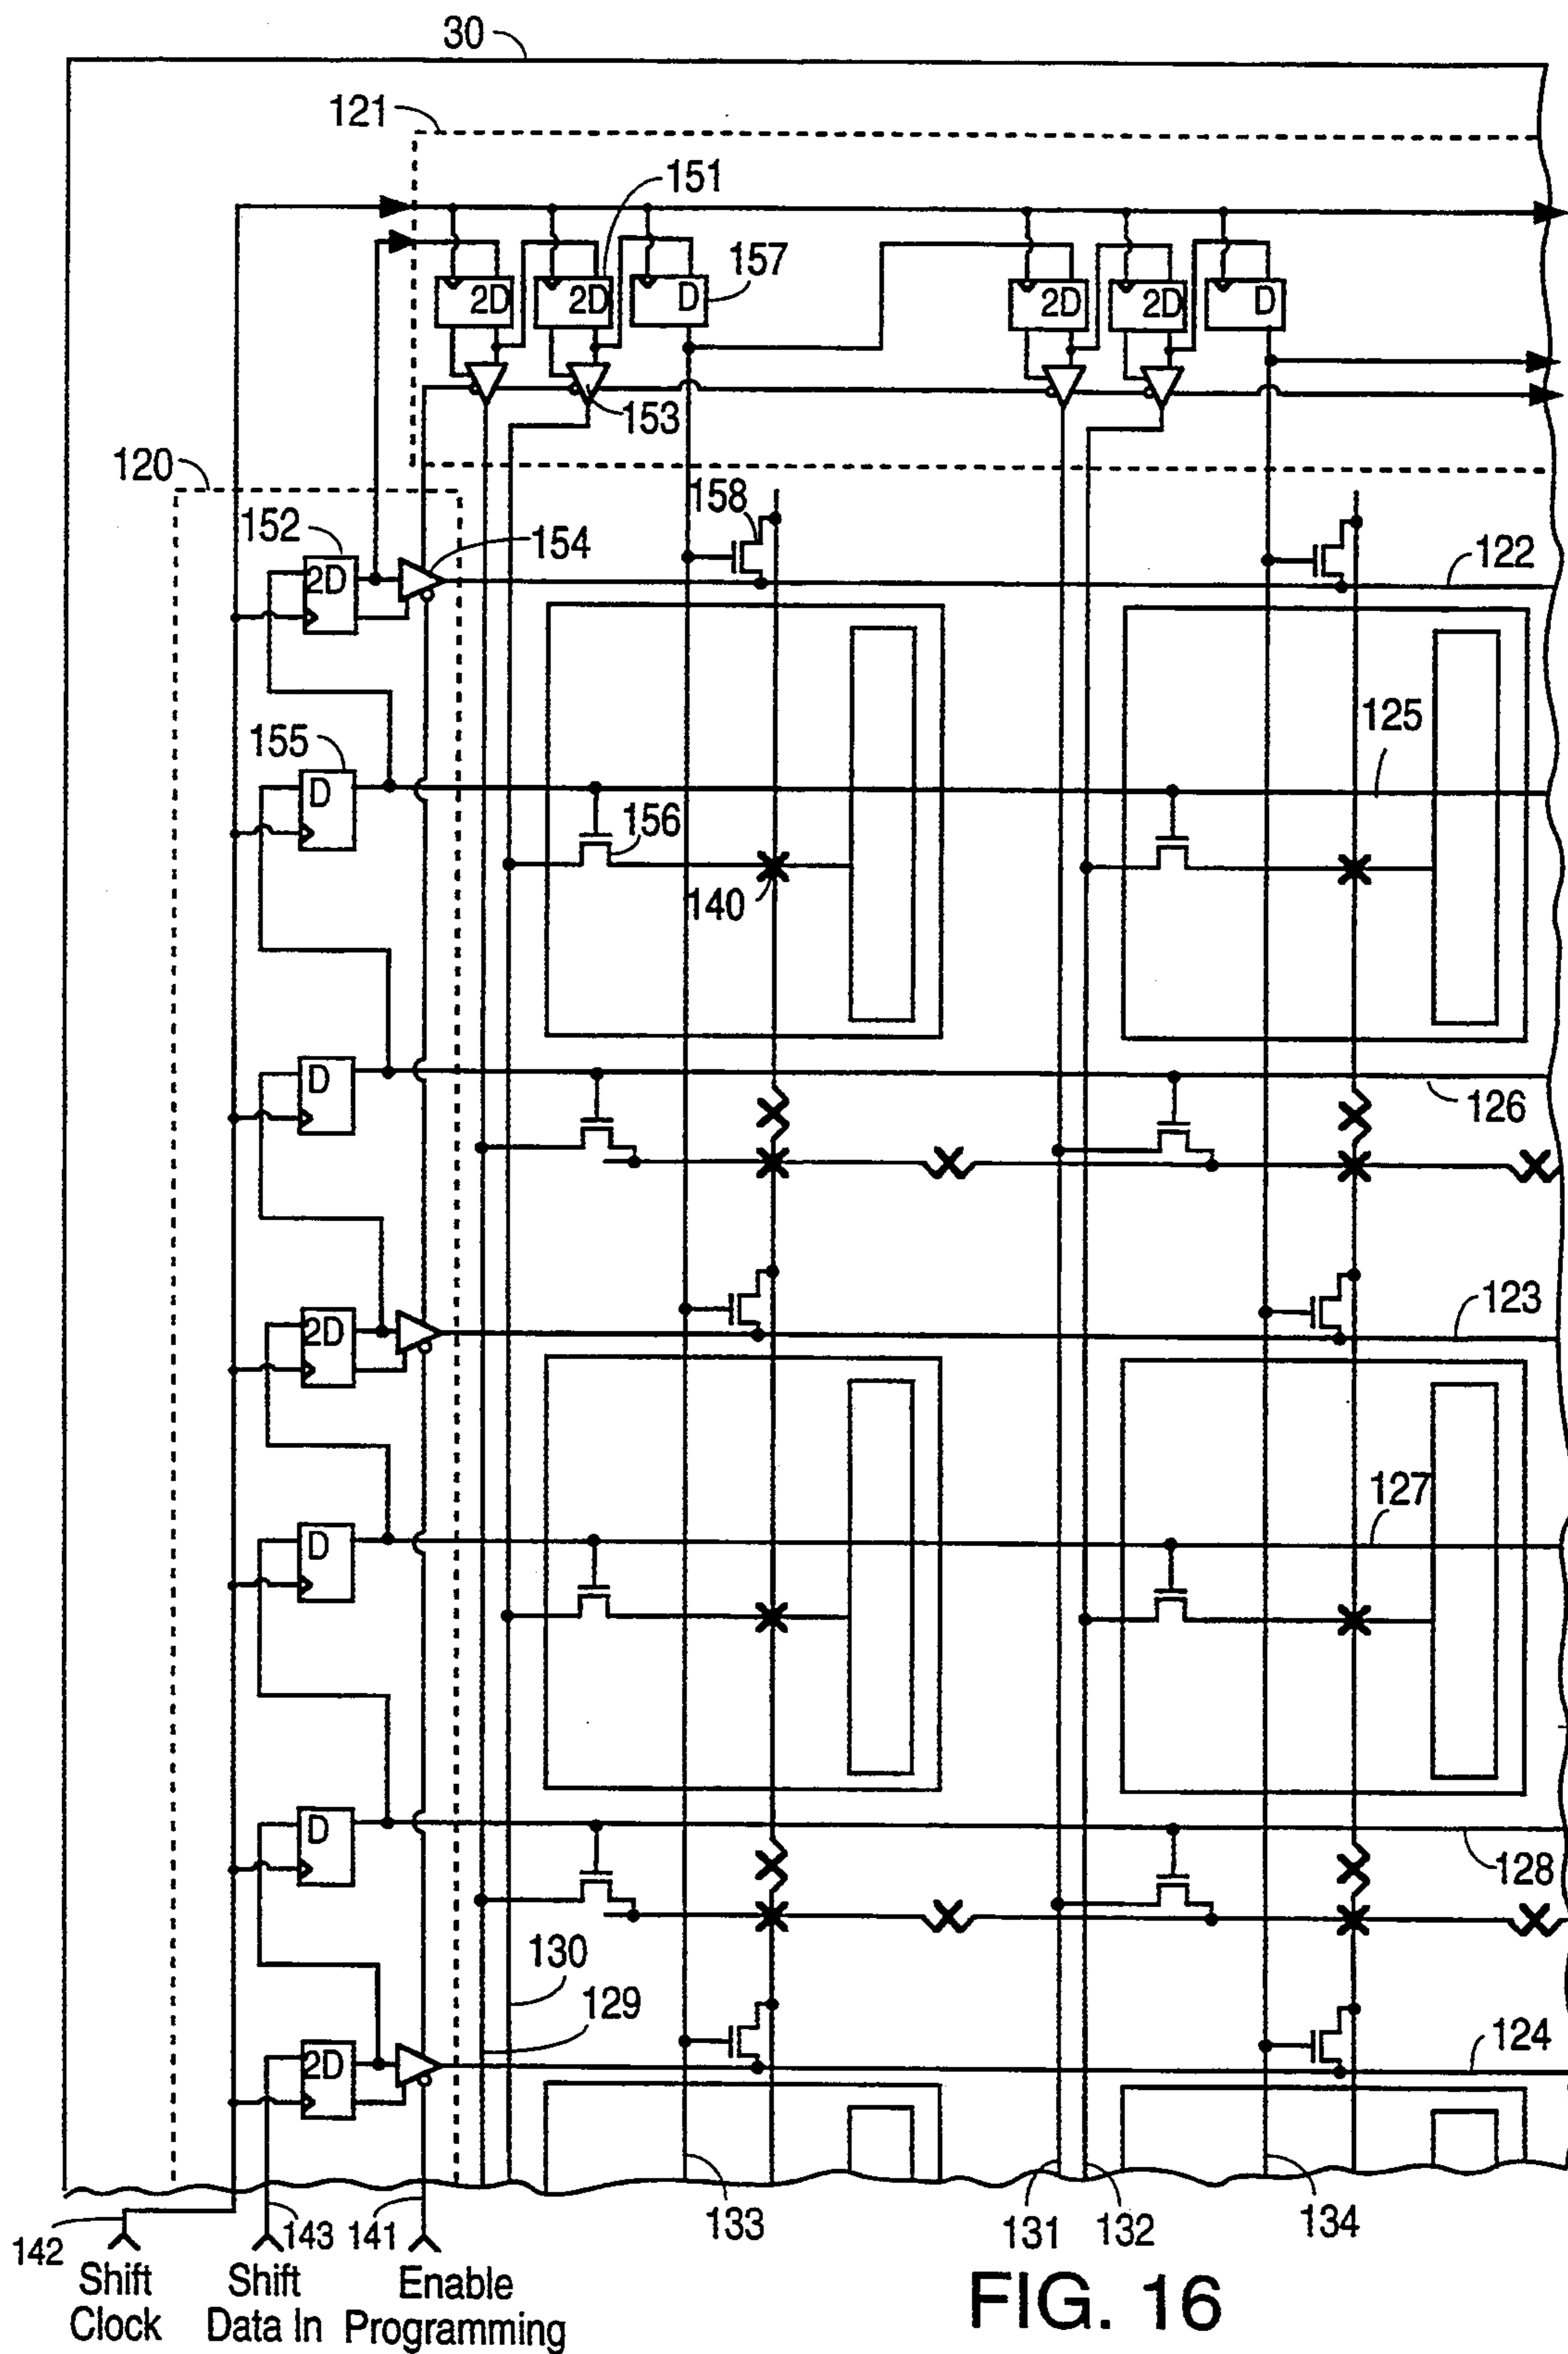 30
121
151
2D
2D
D
157
2D
2D
D
153
120
158
152
154
2D
122
155
D
125
156
140
D
126
2D
123
D
127
D
128
130
129
2D
124
142
143
141
133
131
132
134
Shift Clock
Shift Data In
Enable Programming
FIG. 16